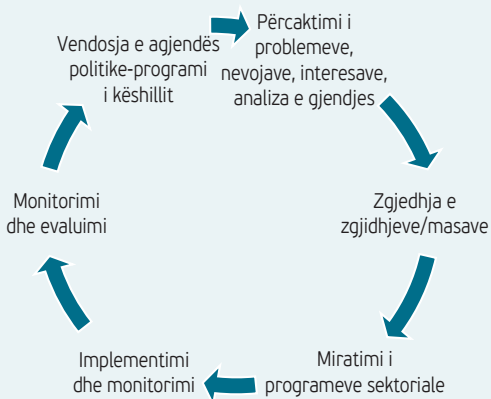 Vendosja e agjendës
politike-programi
i këshillit
Përcaktimi i
problemeve,
nevojave, interesave,
analiza e gjendjes
Zgjedhja e
zgjidhjeve/masave
Miratimi i
programeve sektoriale
Implementimi
dhe monitorimi
Monitorimi
dhe evaluimi